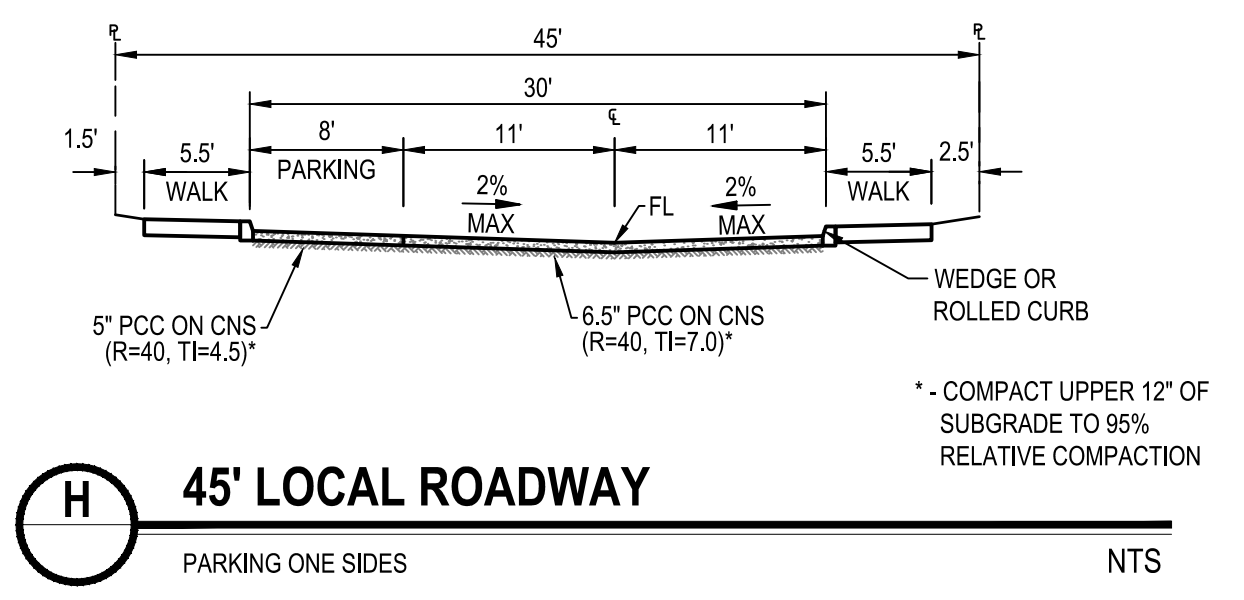 ℄ ℄
45'
30'
℄
1.5' 5.5' 8' 11' 11' 5.5' 2.5'
WALK PARKING 2% 2% WALK
MAX FL MAX
WEDGE OR
ROLLED CURB
5" PCC ON CNS
(R=40, TI=4.5)*
6.5" PCC ON CNS
(R=40, TI=7.0)*
* - COMPACT UPPER 12" OF
SUBGRADE TO 95%
RELATIVE COMPACTION
H 45' LOCAL ROADWAY
PARKING ONE SIDES NTS